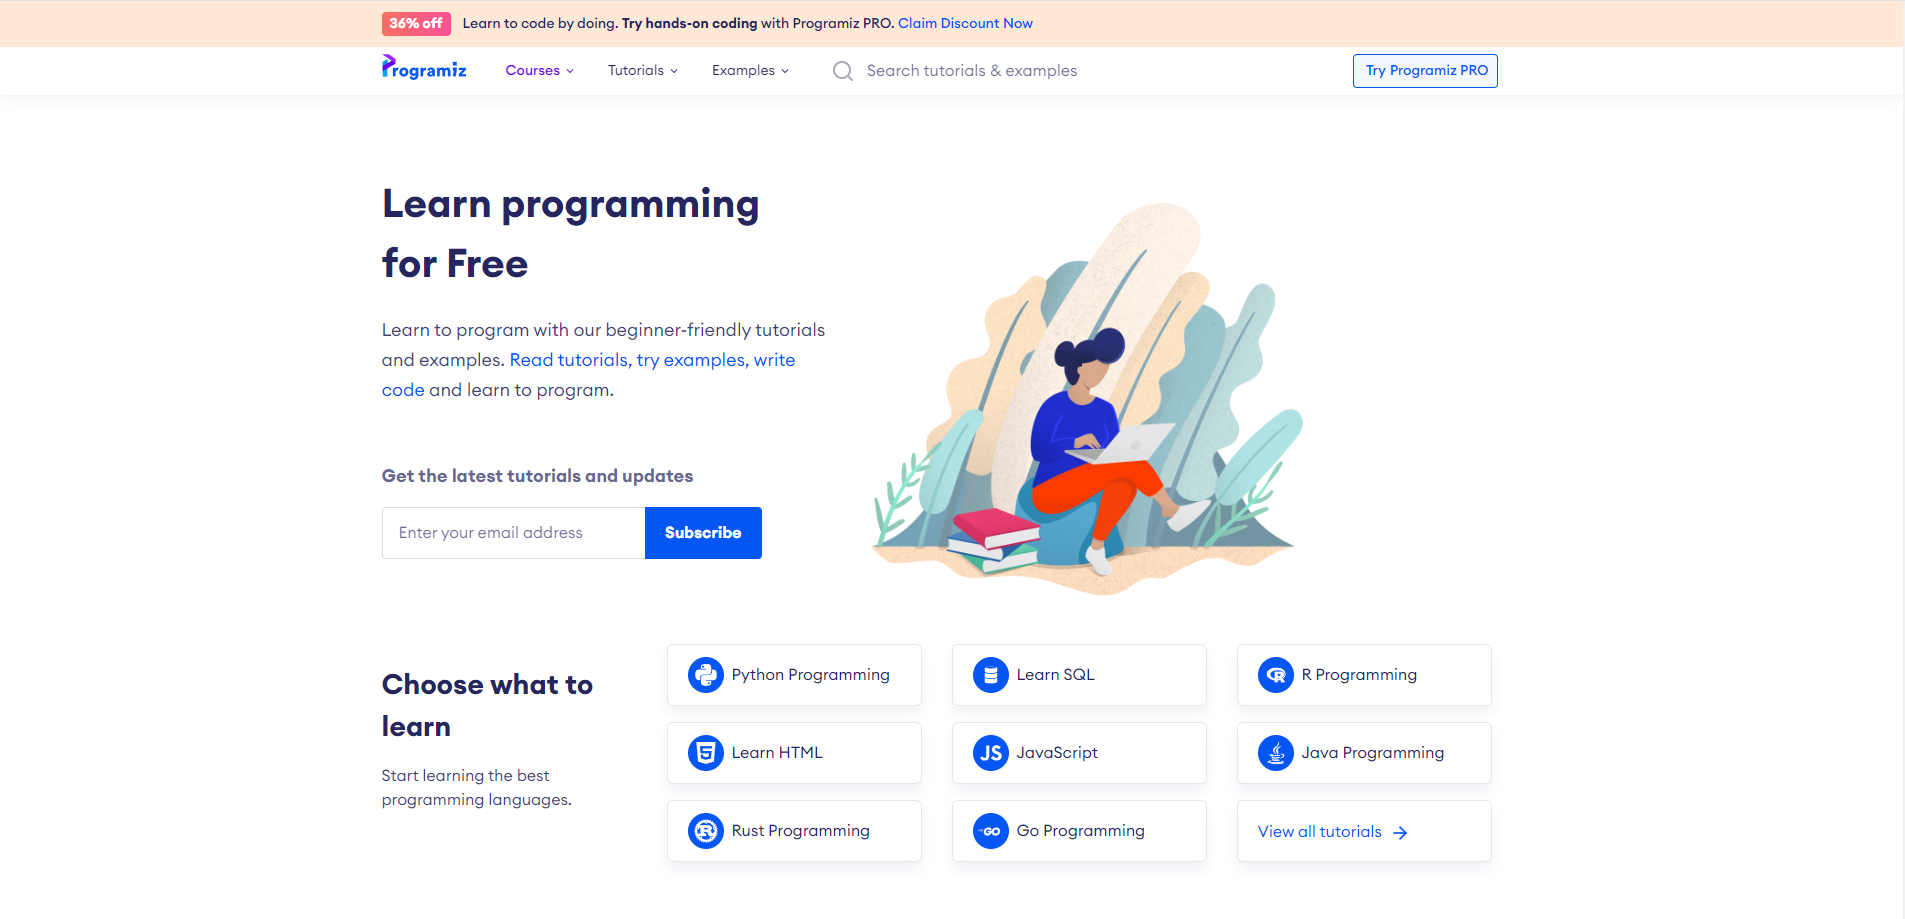 36% off Learn to code by doing. Try hands-on coding with Programiz PRO. Claim Discount Now
Programiz Courses Tutorials Examples Search tutorials & examples Try Programiz PRO
Learn programming
for Free
Learn to program with our beginner-friendly tutorials
and examples. Read tutorials, try examples, write
code and learn to program.
Get the latest tutorials and updates
Enter your email address Subscribe
Choose what to
learn
Start learning the best
programming languages.
Python Programming
Learn SQL
R R Programming
5 Learn HTML
JS JavaScript
Java Programming
R Rust Programming
GO Go Programming
View all tutorials →